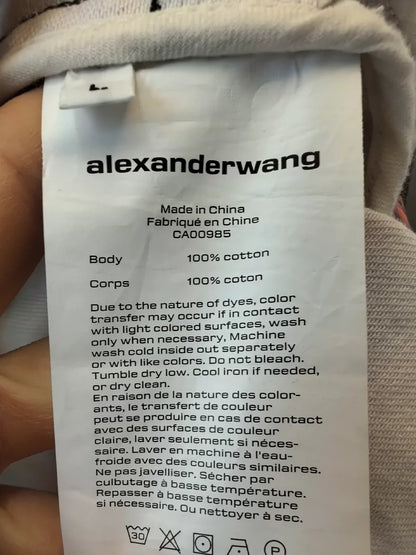 L
alexanderwang
Made in China
Fabriqué en Chine
CA00985
Body 100% cotton
Corps 100% coton
Due to the nature of dyes, color
transfer may occur if in contact
with light colored surfaces, wash
only when necessary, Machine
wash cold inside out separately
or with like colors. Do not bleach.
Tumble dry low. Cool iron if needed,
or dry clean.
En raison de la nature des color-
ants, le transfert de couleur
peut se produire en cas de contact
avec des surfaces de couleur
claire, laver seulement si néces-
saire. Laver en machine à l'eau-
froide avec des couleurs similaires.
Ne pas javelliser. Sécher par
culbutage à basse température.
Repasser à basse température
si nécessaire. Ou nettoyer à sec.
30 P